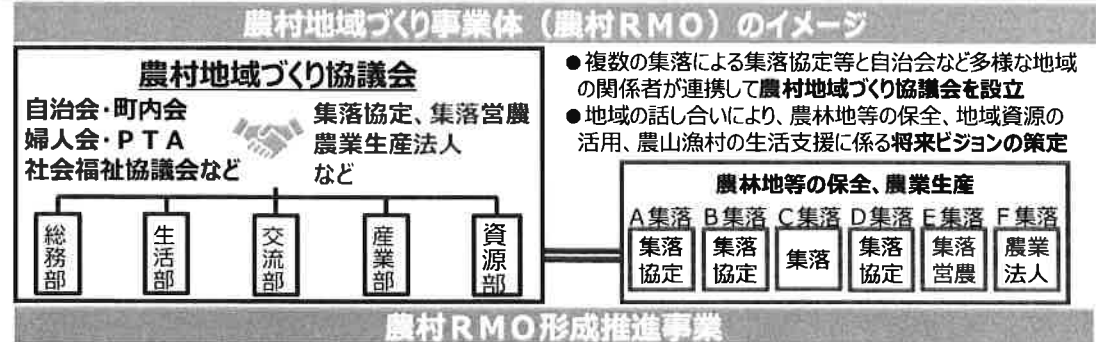 農村地域づくり事業体（農村ＲＭＯ）のイメージ
農村地域づくり協議会
自治会・町内会
婦人会・ＰＴＡ
社会福祉協議会など
集落協定、集落営農
農業生産法人
など
総務部
生活部
交流部
産業部
資源部
●複数の集落による集落協定等と自治会など多様な地域
の関係者が連携して農村地域づくり協議会を設立
●地域の話し合いにより、農林地等の保全、地域資源の
活用、農山漁村の生活支援に係る将来ビジョンの策定
農林地等の保全、農業生産
Ａ集落 Ｂ集落 Ｃ集落 Ｄ集落 Ｅ集落 Ｆ集落
集落 集落 集落 集落 集落 農業
協定 協定 協定 営農 法人
農村ＲＭＯ形成推進事業